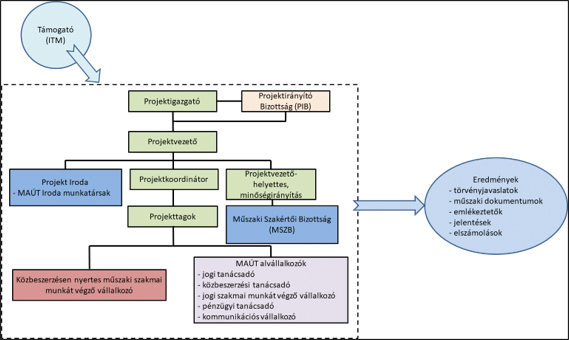 Támogató
(ITM)
Projektigazgató
Projektirányító
Bizottság (PIB)
Projektvezető
Projekt Iroda
- MAÚT Iroda munkatársak
Projektkoordinátor
Projektvezető-
helyettes,
minőségirányítás
Projekttagok
Műszaki Szakértői Bizottság
(MSZB)
Közbeszerzésen nyertes műszaki szakmai
munkát végző vállalkozó
MAÚT alvállalkozók
- jogi tanácsadó
- közbeszerzési tanácsadó
- jogi szakmai munkát végző vállalkozó
- pénzügyi tanácsadó
- kommunikációs vállalkozó
Eredmények
- törvényjavaslatok
- műszaki dokumentumok
- emlékeztetők
- jelentések
- elszámolások